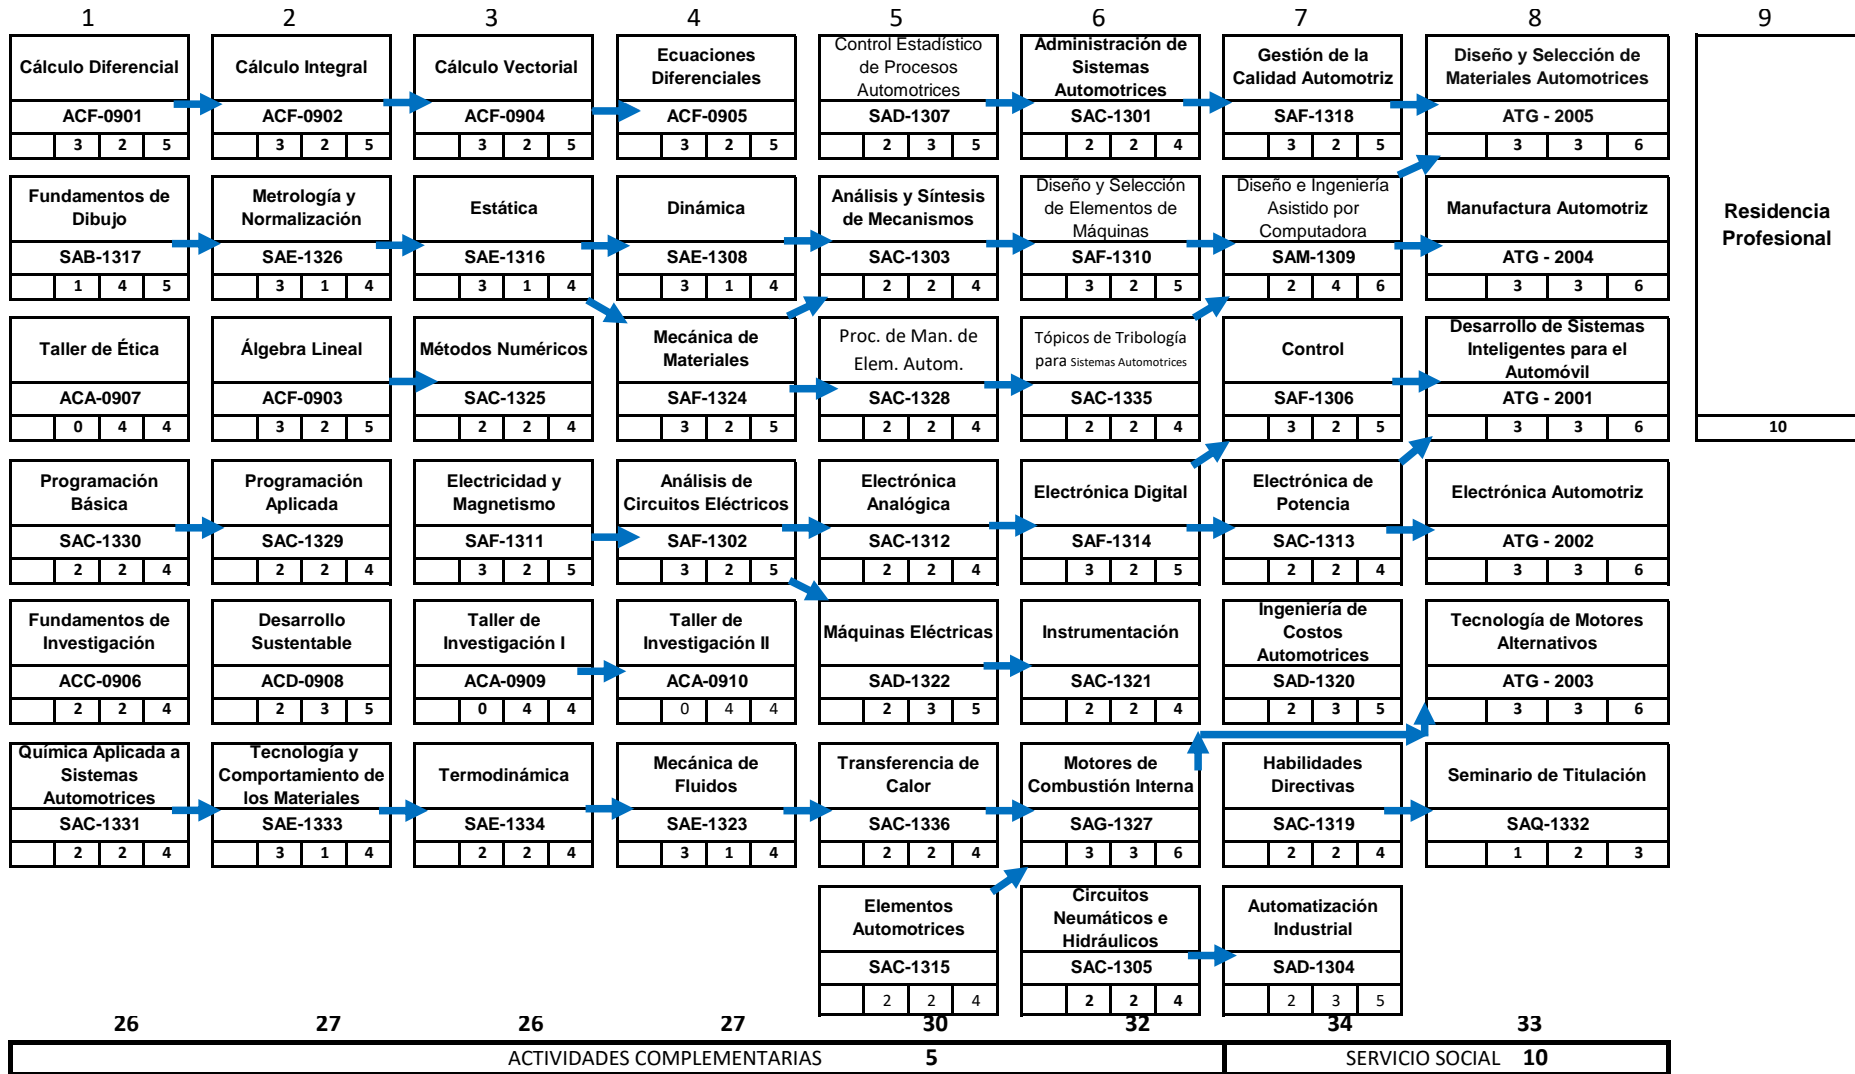 1 2 3 4 5 6 7 8 9
Cálculo Diferencial
ACF-0901
3 2 5
Cálculo Integral
ACF-0902
3 2 5
Cálculo Vectorial
ACF-0904
3 2 5
Ecuaciones
Diferenciales
ACF-0905
3 2 5
Control Estadístico
de Procesos
Automotrices
SAD-1307
2 3 5
Administración de
Sistemas
Automotrices
SAC-1301
2 2 4
Gestión de la
Calidad Automotriz
SAF-1318
3 2 5
Diseño y Selección de
Materiales Automotrices
ATG - 2005
3 3 6
Residencia
Profesional
10
Fundamentos de
Dibujo
SAB-1317
1 4 5
Metrología y
Normalización
SAE-1326
3 1 4
Estática
SAE-1316
3 1 4
Dinámica
SAE-1308
3 1 4
Análisis y Síntesis
de Mecanismos
SAC-1303
2 2 4
Diseño y Selección
de Elementos de
Máquinas
SAF-1310
3 2 5
Diseño e Ingeniería
Asistido por
Computadora
SAM-1309
2 4 6
Manufactura Automotriz
ATG - 2004
3 3 6
Taller de Ética
ACA-0907
0 4 4
Álgebra Lineal
ACF-0903
3 2 5
Métodos Numéricos
SAC-1325
2 2 4
Mecánica de
Materiales
SAF-1324
3 2 5
Proc. de Man. de
Elem. Autom.
SAC-1328
2 2 4
Tópicos de Tribología
para Sistemas Automotrices
SAC-1335
2 2 4
Control
SAF-1306
3 2 5
Desarrollo de Sistemas
Inteligentes para el
Automóvil
ATG - 2001
3 3 6
Programación
Básica
SAC-1330
2 2 4
Programación
Aplicada
SAC-1329
2 2 4
Electricidad y
Magnetismo
SAF-1311
3 2 5
Análisis de
Circuitos Eléctricos
SAF-1302
3 2 5
Electrónica
Analógica
SAC-1312
2 2 4
Electrónica Digital
SAF-1314
3 2 5
Electrónica de
Potencia
SAC-1313
2 2 4
Electrónica Automotriz
ATG - 2002
3 3 6
Fundamentos de
Investigación
ACC-0906
2 2 4
Desarrollo
Sustentable
ACD-0908
2 3 5
Taller de
Investigación I
ACA-0909
0 4 4
Taller de
Investigación II
ACA-0910
0 4 4
Máquinas Eléctricas
SAD-1322
2 3 5
Instrumentación
SAC-1321
2 2 4
Ingeniería de
Costos
Automotrices
SAD-1320
2 3 5
Tecnología de Motores
Alternativos
ATG - 2003
3 3 6
Química Aplicada a
Sistemas
Automotrices
SAC-1331
2 2 4
Tecnología y
Comportamiento de
los Materiales
SAE-1333
3 1 4
Termodinámica
SAE-1334
2 2 4
Mecánica de
Fluidos
SAE-1323
3 1 4
Transferencia de
Calor
SAC-1336
2 2 4
Motores de
Combustión Interna
SAG-1327
3 3 6
Habilidades
Directivas
SAC-1319
2 2 4
Seminario de Titulación
SAQ-1332
1 2 3
Elementos
Automotrices
SAC-1315
2 2 4
Circuitos
Neumáticos e
Hidráulicos
SAC-1305
2 2 4
Automatización
Industrial
SAD-1304
2 3 5
26 27 26 27 30 32 34 33
ACTIVIDADES COMPLEMENTARIAS 5
SERVICIO SOCIAL 10